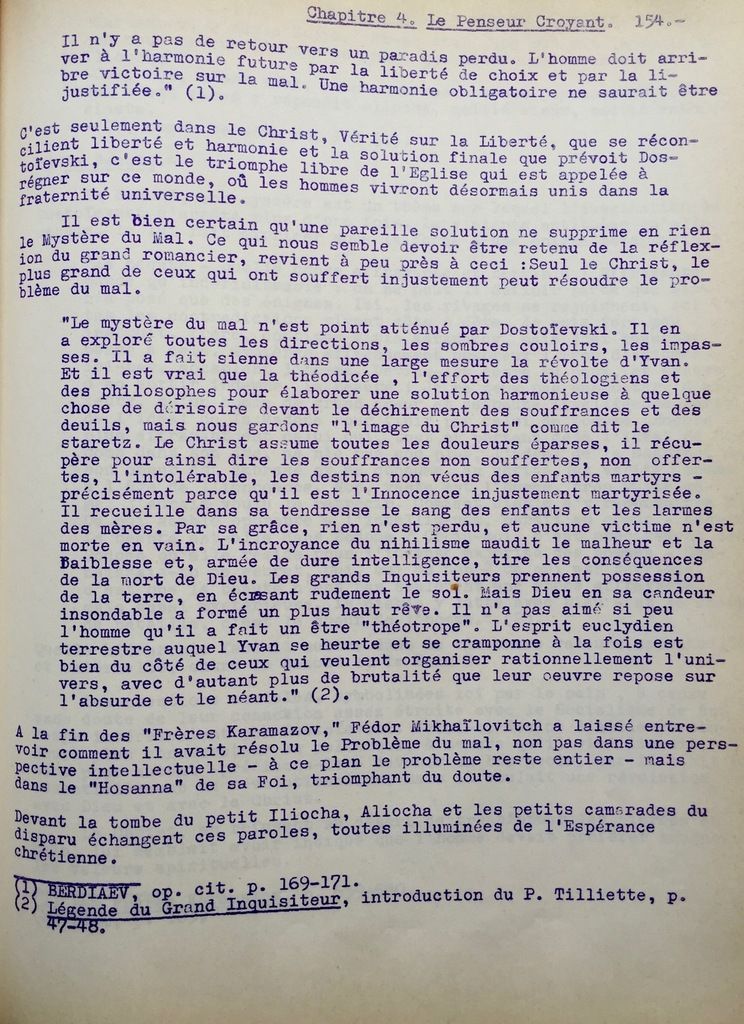 Chapitre 4. Le Penseur Croyant. 154.-
Il n'y a pas de retour vers un paradis perdu. L'homme doit arri-
ver à l'harmonie future par la liberté de choix et par la li-
bre victoire sur la mal. Une harmonie obligatoire ne saurait être
justifiée." (1).
C'est seulement dans le Christ, Vérité sur la Liberté, que se récon-
cilient liberté et harmonie et la solution finale que prévoit Dos-
toïevski, c'est le triomphe libre de l'Eglise qui est appelée à
régner sur ce monde, où les hommes vivront désormais unis dans la
fraternité universelle.
Il est bien certain qu'une pareille solution ne supprime en rien
le Mystère du Mal. Ce qui nous semble devoir être retenu de la réflex-
ion du grand romancier, revient à peu près à ceci :Seul le Christ, le
plus grand de ceux qui ont souffert injustement peut résoudre le pro-
blème du mal.
"Le mystère du mal n'est point atténué par Dostoïevski. Il en
a exploré toutes les directions, les sombres couloirs, les impas-
ses. Il a fait sienne dans une large mesure la révolte d'Yvan.
Et il est vrai que la théodicée , l'effort des théologiens et
des philosophes pour élaborer une solution harmonieuse à quelque
chose de dérisoire devant le déchirement des souffrances et des
deuils, mais nous gardons "l'image du Christ" comme dit le
staretz. Le Christ assume toutes les douleurs éparses, il récu-
père pour ainsi dire les souffrances non souffertes, non offer-
tes, l'intolérable, les destins non vécus des enfants martyrs -
précisément parce qu'il est l'Innocence injustement martyrisée.
Il recueille dans sa tendresse le sang des enfants et les larmes
des mères. Par sa grâce, rien n'est perdu, et aucune victime n'est
morte en vain. L'incroyance du nihilisme maudit le malheur et la
Baiblesse et, armée de dure intelligence, tire les conséquences
de la mort de Dieu. Les grands Inquisiteurs prennent possession
de la terre, en écrasant rudement le sol. Mais Dieu en sa candeur
insondable a formé un plus haut rêve. Il n'a pas aimé si peu
l'homme qu'il a fait un être "théotrope". L'esprit euclydien
terrestre auquel Yvan se heurte et se cramponne à la fois est
bien du côté de ceux qui veulent organiser rationnellement l'uni-
vers, avec d'autant plus de brutalité que leur oeuvre repose sur
l'absurde et le néant." (2).
A la fin des "Frères Karamazov," Fédor Mikhaïlovitch a laissé entre-
voir comment il avait résolu le Problème du mal, non pas dans une pers-
pective intellectuelle - à ce plan le problème reste entier - mais
dans le "Hosanna" de sa Foi, triomphant du doute.
Devant la tombe du petit Iliocha, Aliocha et les petits camarades du
disparu échangent ces paroles, toutes illuminées de l'Espérance
chrétienne.
(1) BERDIAEV, op. cit. p. 169-171.
(2) Légende du Grand Inquisiteur, introduction du P. Tilliette, p.
47-48.